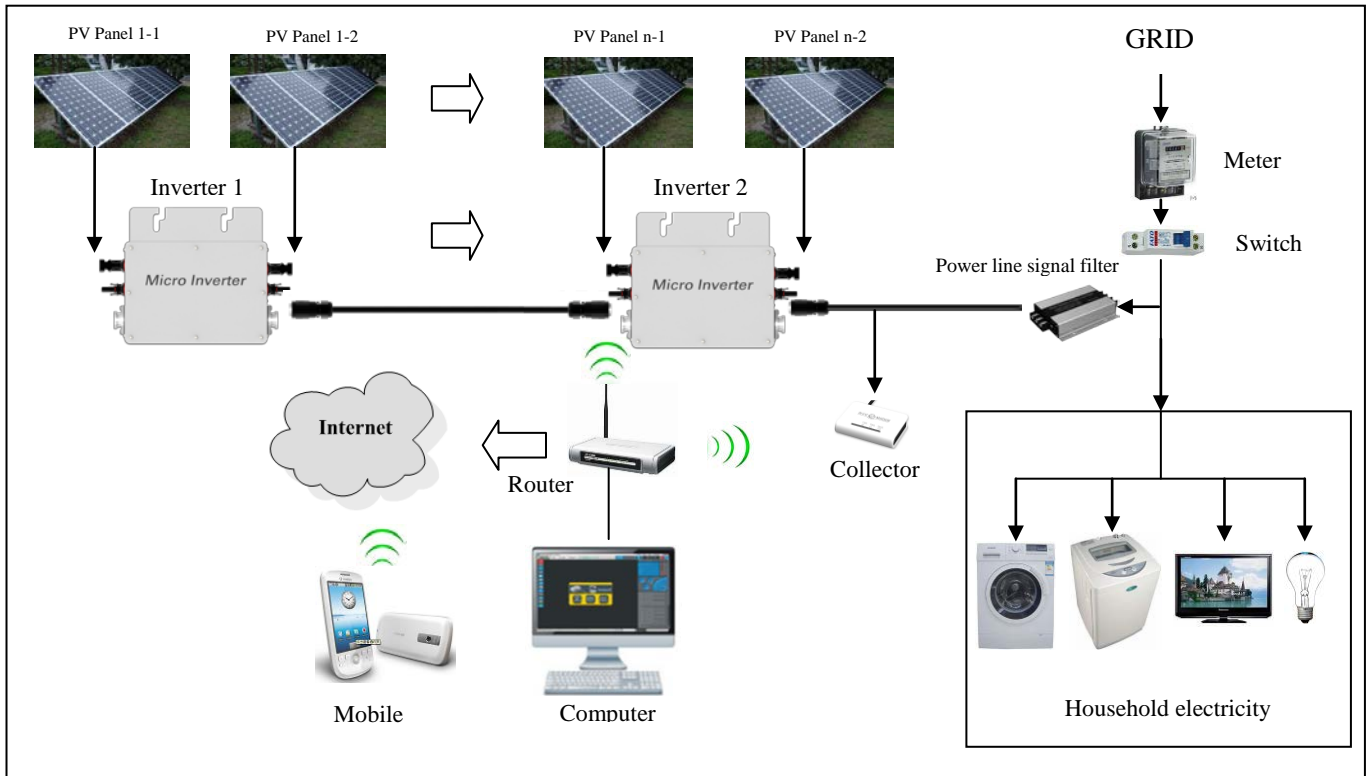 PV Panel 1-1
PV Panel 1-2
PV Panel n-1
PV Panel n-2
GRID
Meter
Inverter 1
Inverter 2
Switch
Micro Inverter
Micro Inverter
Power line signal filter
Internet
Router
Collector
Mobile
Computer
Household electricity